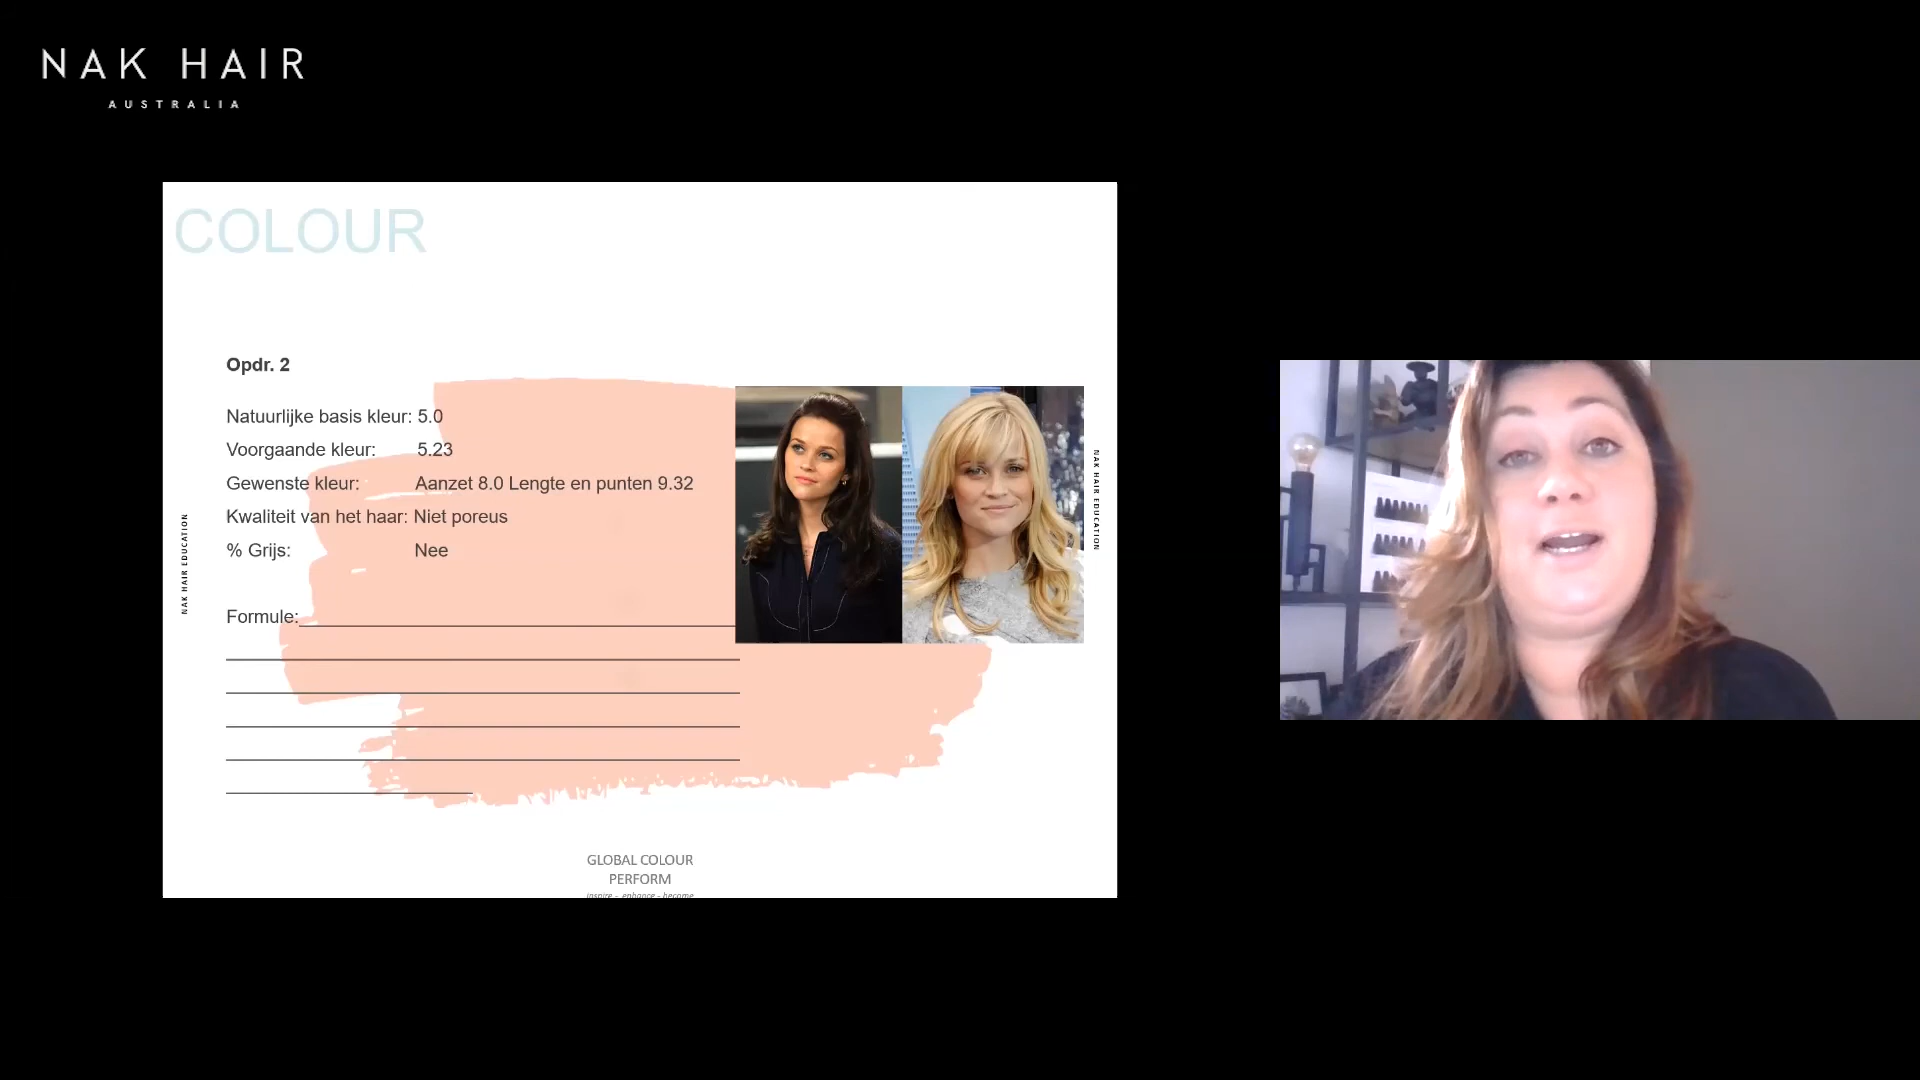 NAK HAIR
AUSTRALIA
COLOUR
Opdr. 2
Natuurlijke basis kleur: 5.0
Voorgaande kleur: 5.23
Gewenste kleur: Aanzet 8.0 Lengte en punten 9.32
Kwaliteit van het haar: Niet poreus
% Grijs: Nee
Formule:
NAK HAIR EDUCATION
NAK HAIR EDUCATION
GLOBAL COLOUR
PERFORM
inspire - enhance - become